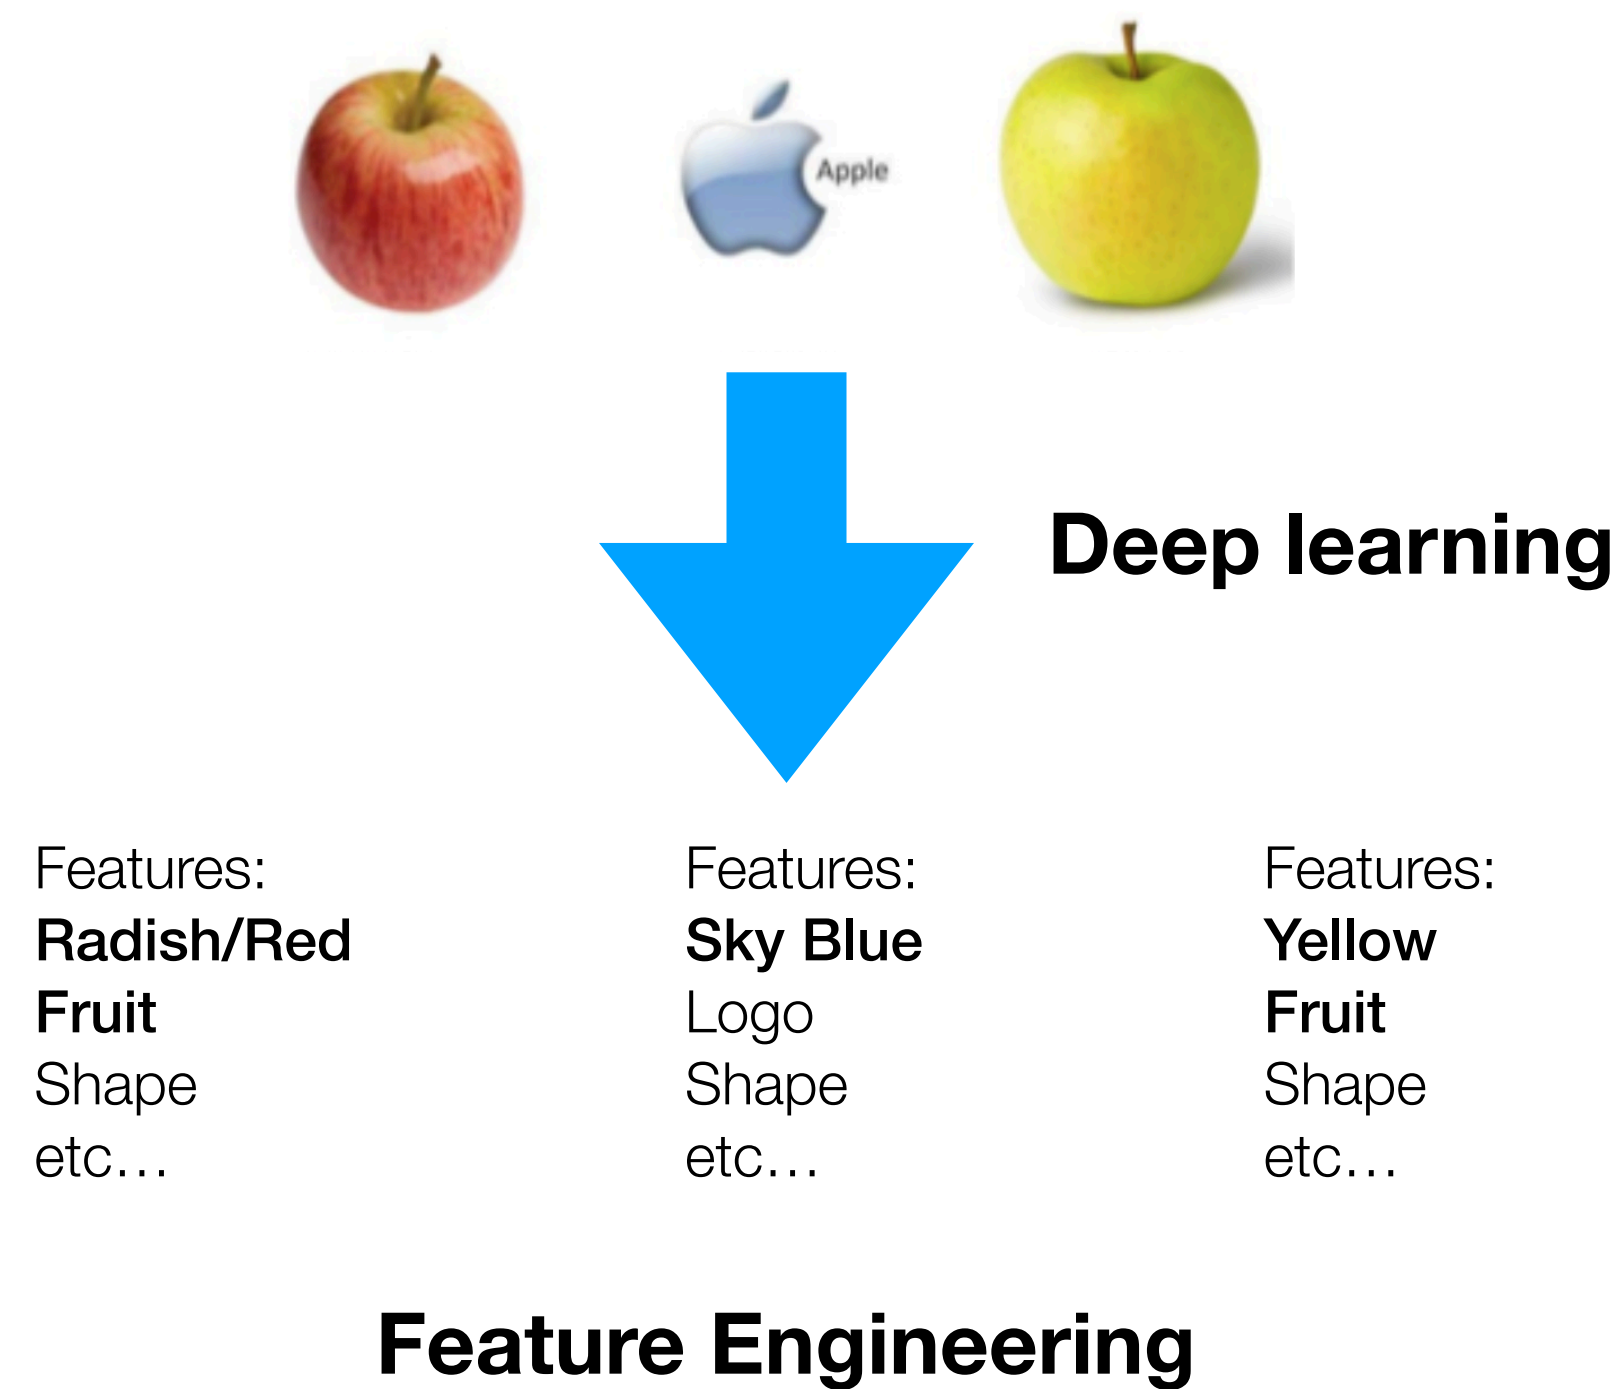 Apple
Deep learning
Features:
Radish/Red
Fruit
Shape
etc…
Features:
Sky Blue
Logo
Shape
etc…
Features:
Yellow
Fruit
Shape
etc…
Feature Engineering